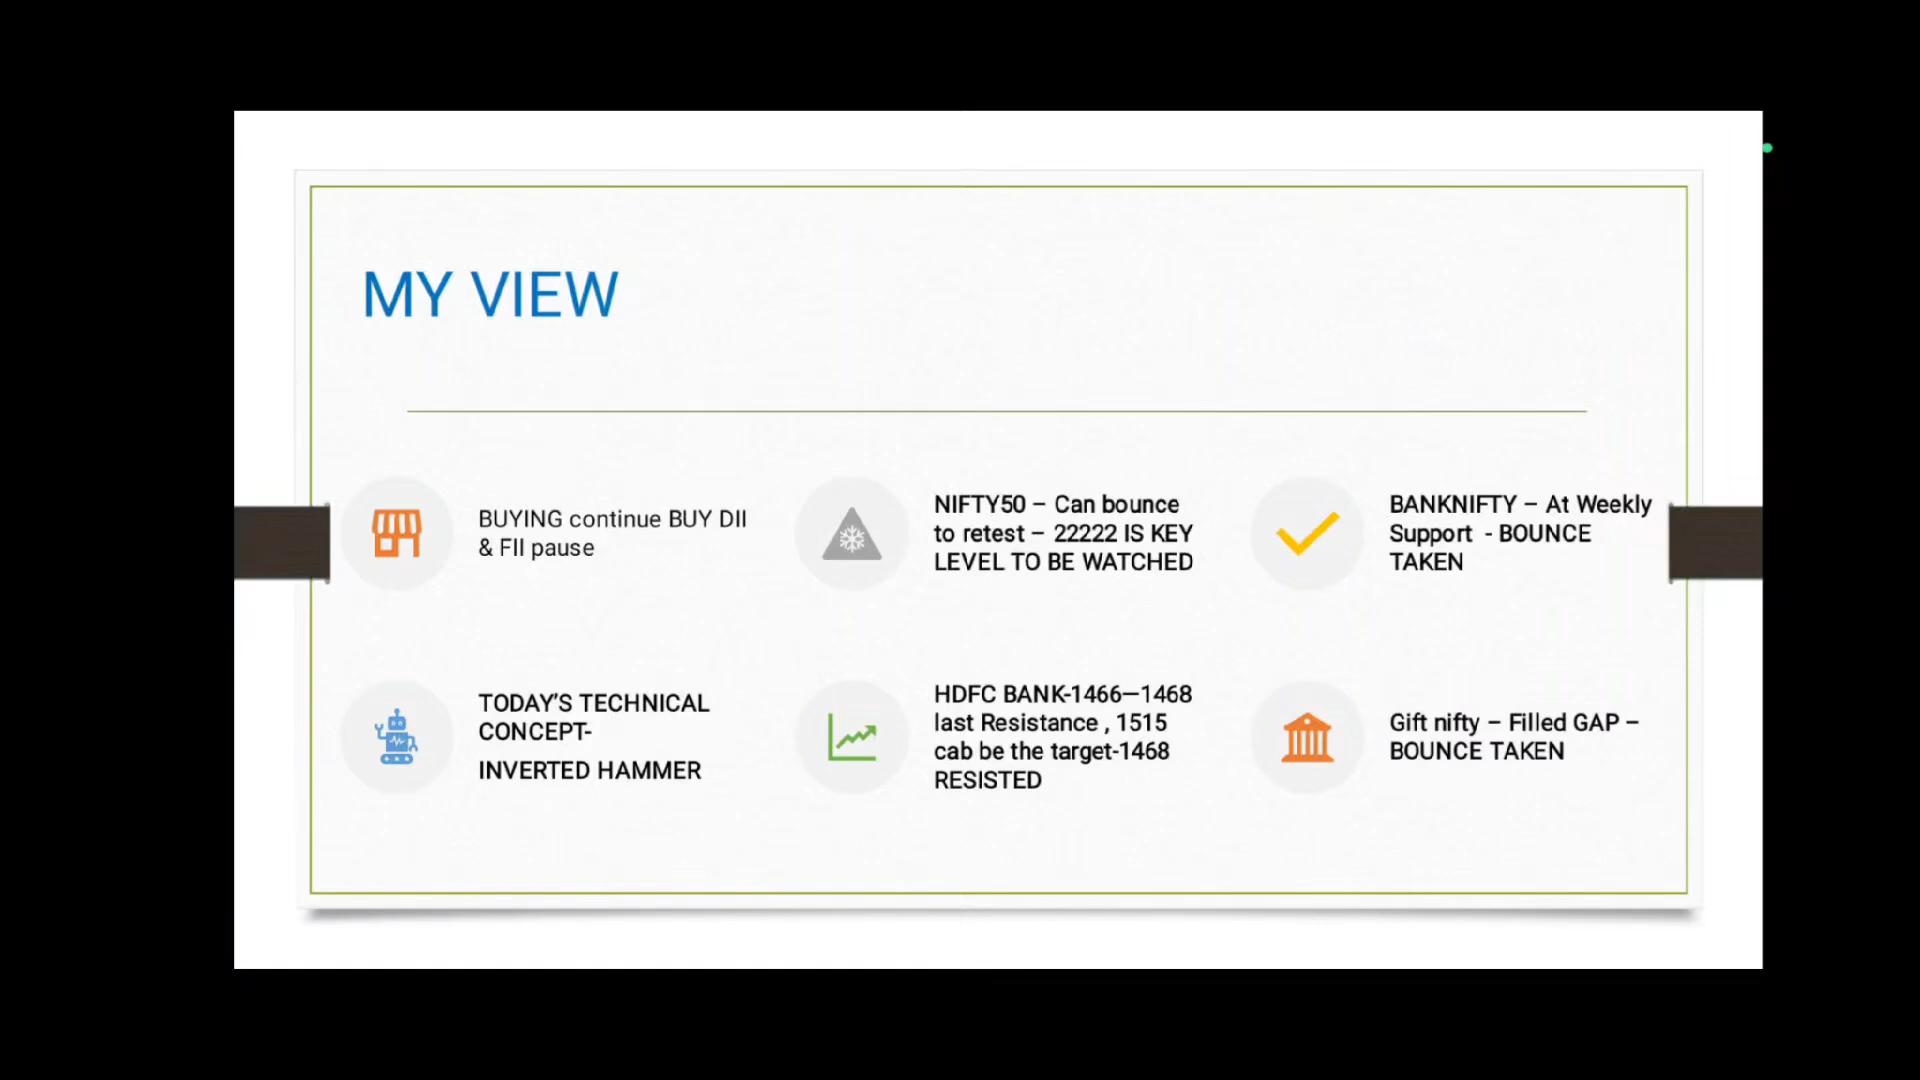 MY VIEW
BUYING continue BUY DII
& FII pause
NIFTY50 – Can bounce
to retest – 22222 IS KEY
LEVEL TO BE WATCHED
BANKNIFTY – At Weekly
Support - BOUNCE
TAKEN
TODAY’S TECHNICAL
CONCEPT-
INVERTED HAMMER
HDFC BANK-1466—1468
last Resistance , 1515
cab be the target-1468
RESISTED
Gift nifty – Filled GAP –
BOUNCE TAKEN